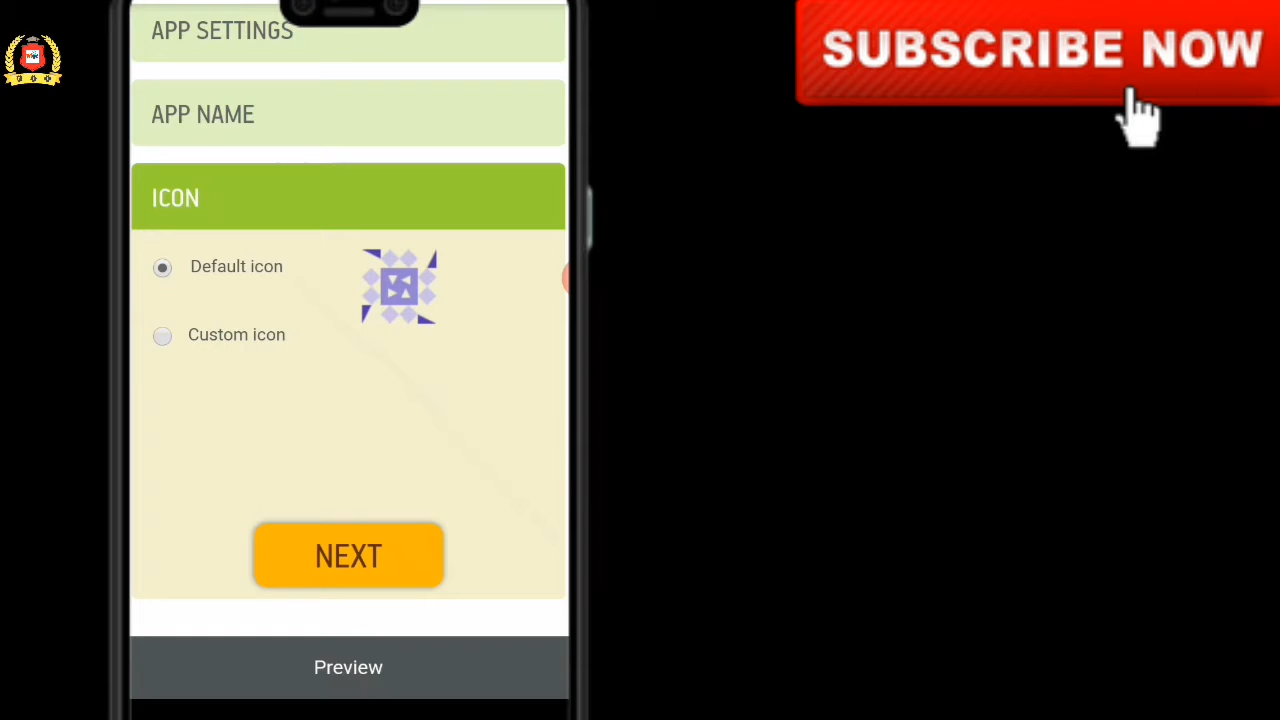 APP SETTINGS
SUBSCRIBE NOW
APP NAME
ICON
Default icon
Custom icon
NEXT
Preview